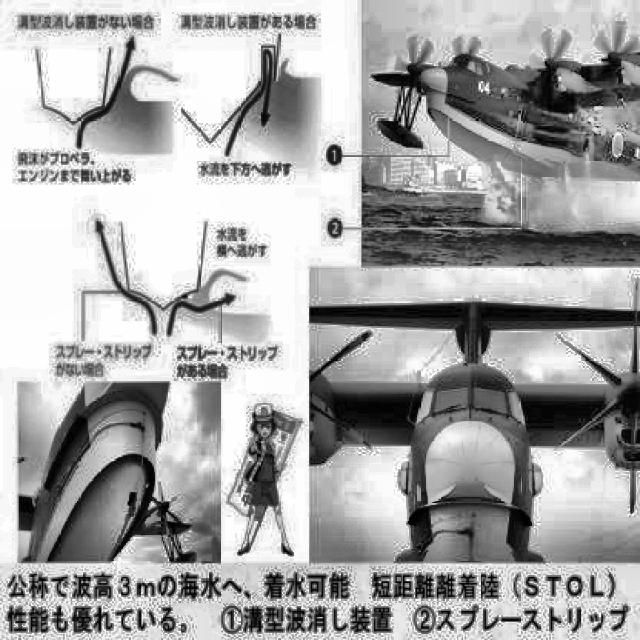 溝型波消し装置がない場合
溝型波消し装置がある場合
飛沫がプロペラ、
エンジンまで舞い上がる
水流を下方へ逃がす
04
①
②
水流を
横へ逃がす
スプレー・ストリップ
がない場合
スプレー・ストリップ
がある場合
公称で波高３ｍの海水へ、着水可能　短距離離着陸（ＳＴＯＬ）
性能も優れている。　①溝型波消し装置　②スプレーストリップ